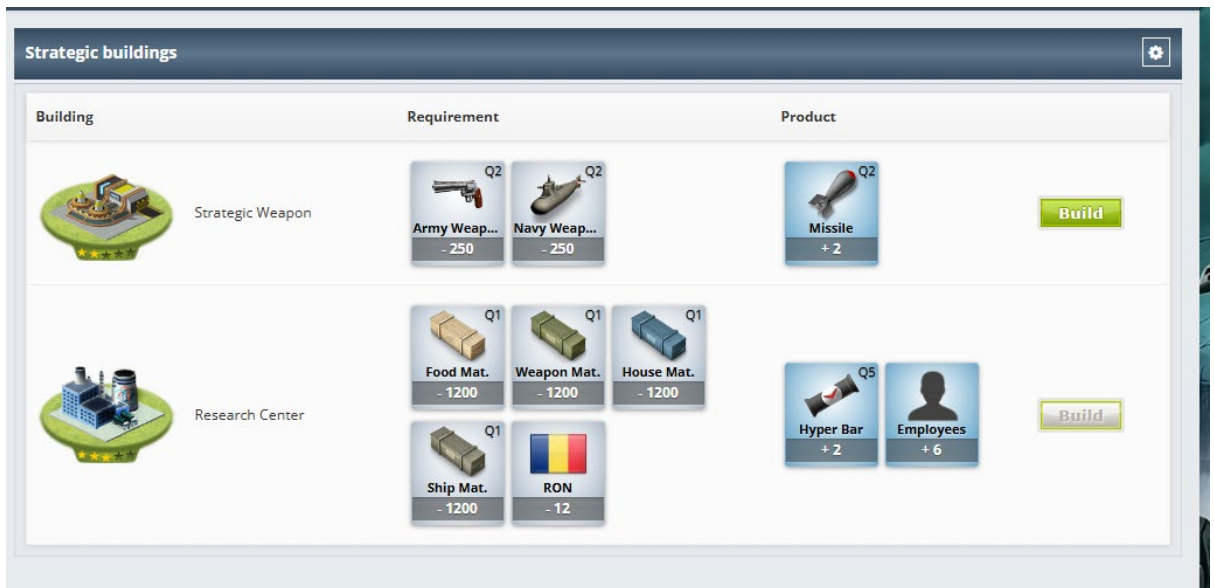 Strategic buildings
Building Requirement Product
Q2 Q2 Q2
Strategic Weapon
Army Weap... Navy Weap... Missile
- 250 - 250 + 2
Build
Q1 Q1 Q1
Food Mat. Weapon Mat. House Mat.
- 1200 - 1200 - 1200
Q5
Research Center
Hyper Bar Employees
+ 2 + 6
Build
Q1
Ship Mat. RON
- 1200 - 12